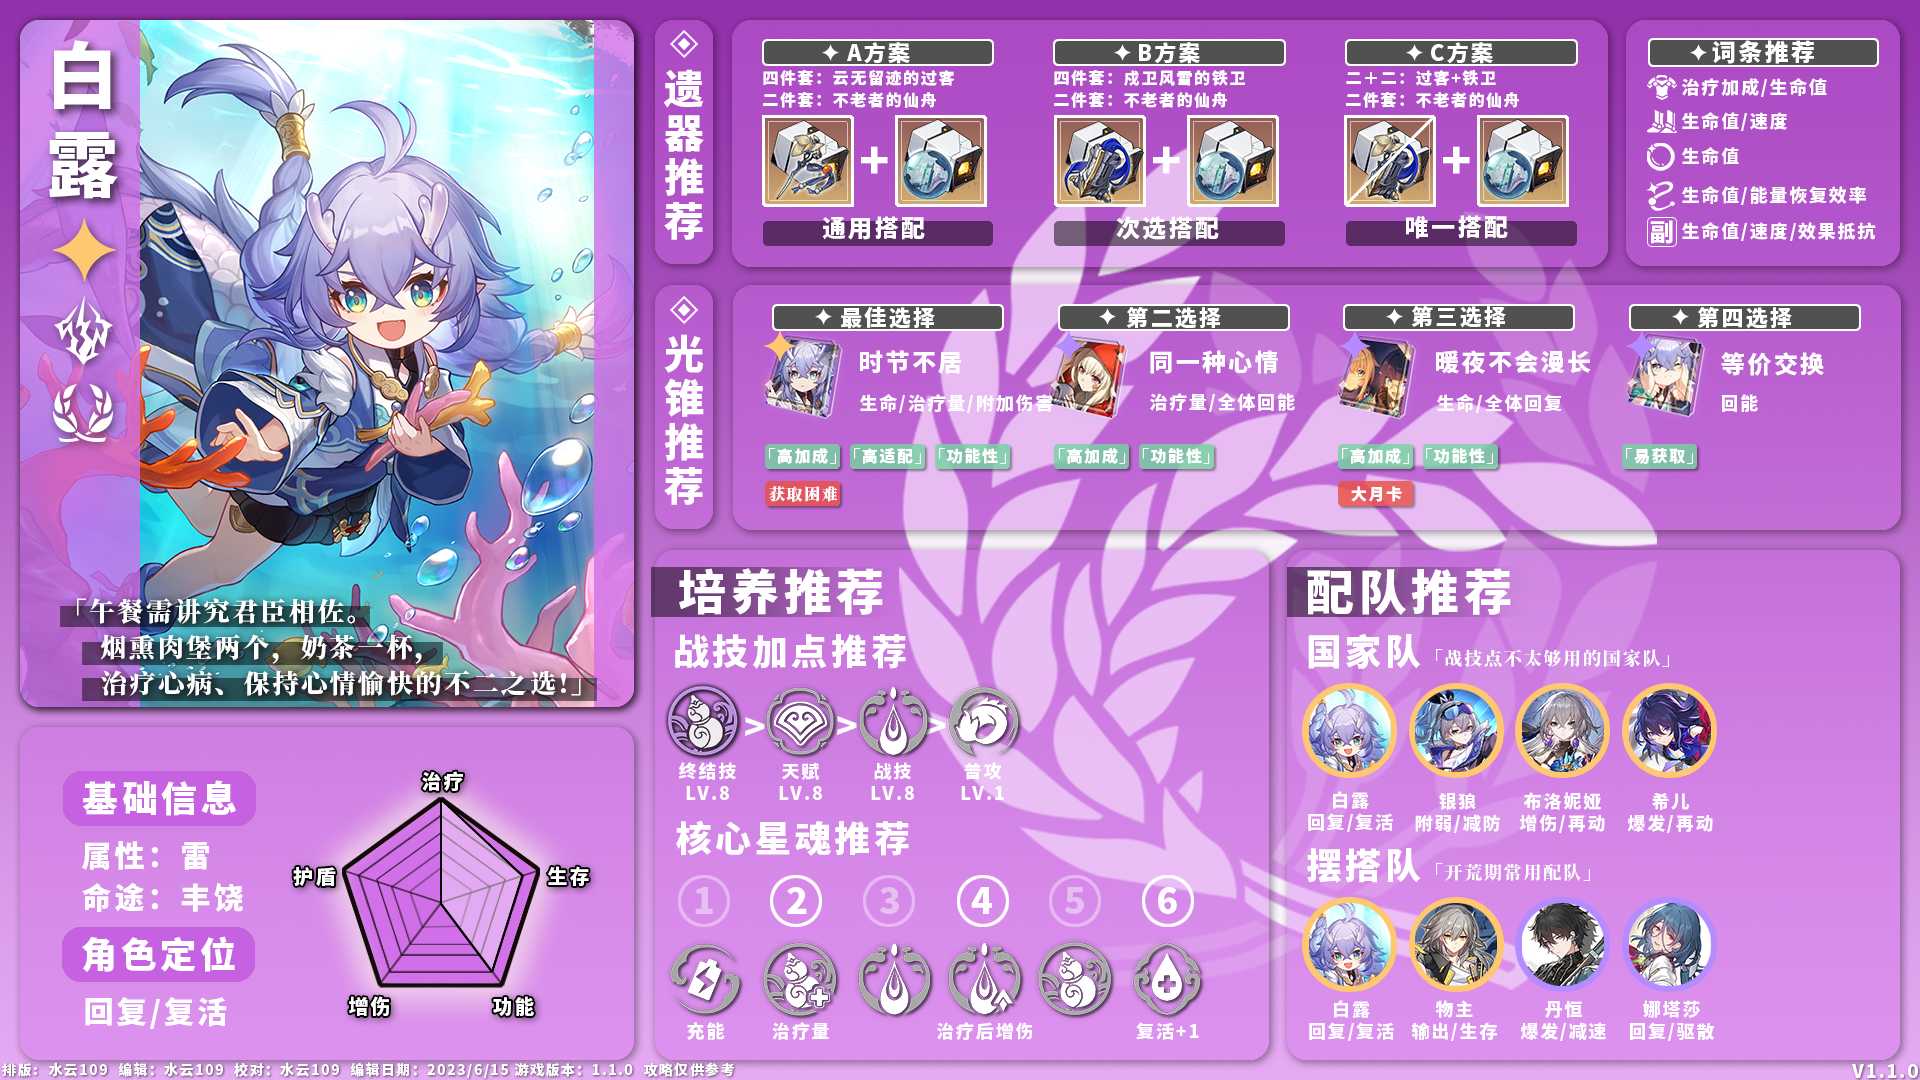 白露
「午餐需讲究君臣相佐。
烟熏肉堡两个，奶茶一杯，
治疗心病、保持心情愉快的不二之选!」
基础信息
属性：雷
命途：丰饶
角色定位
回复/复活
治疗
护盾
生存
增伤
功能
遗器推荐
✦ A方案
四件套：云无留迹的过客
二件套：不老者的仙舟
+
通用搭配
✦ B方案
四件套：戍卫风雪的铁卫
二件套：不老者的仙舟
+
次选搭配
✦ C方案
二+二：过客+铁卫
二件套：不老者的仙舟
+
唯一搭配
✦词条推荐
治疗加成/生命值
生命值/速度
生命值
生命值/能量恢复效率
副 生命值/速度/效果抵抗
光锥推荐
✦ 最佳选择
时节不居
生命/治疗量/附加伤害
「高加成」「高适配」「功能性」
获取困难
✦ 第二选择
同一种心情
治疗量/全体回能
「高加成」「功能性」
✦ 第三选择
暖夜不会漫长
生命/全体回复
「高加成」「功能性」
大月卡
✦ 第四选择
等价交换
回能
「易获取」
培养推荐
战技加点推荐
> > >
终结技 天赋 战技 普攻
LV.8 LV.8 LV.8 LV.1
核心星魂推荐
1 2 3 4 5 6
充能 治疗量 治疗后增伤 复活+1
配队推荐
国家队「战技点不太够用的国家队」
白露 银狼 布洛妮娅 希儿
回复/复活 附弱/减防 增伤/再动 爆发/再动
摆搭队「开荒期常用配队」
白露 物主 丹恒 娜塔莎
回复/复活 输出/生存 爆发/减速 回复/驱散
排版：水云109 编辑：水云109 校对：水云109 编辑日期：2023/6/15 游戏版本：1.1.0 攻略仅供参考
V1.1.0